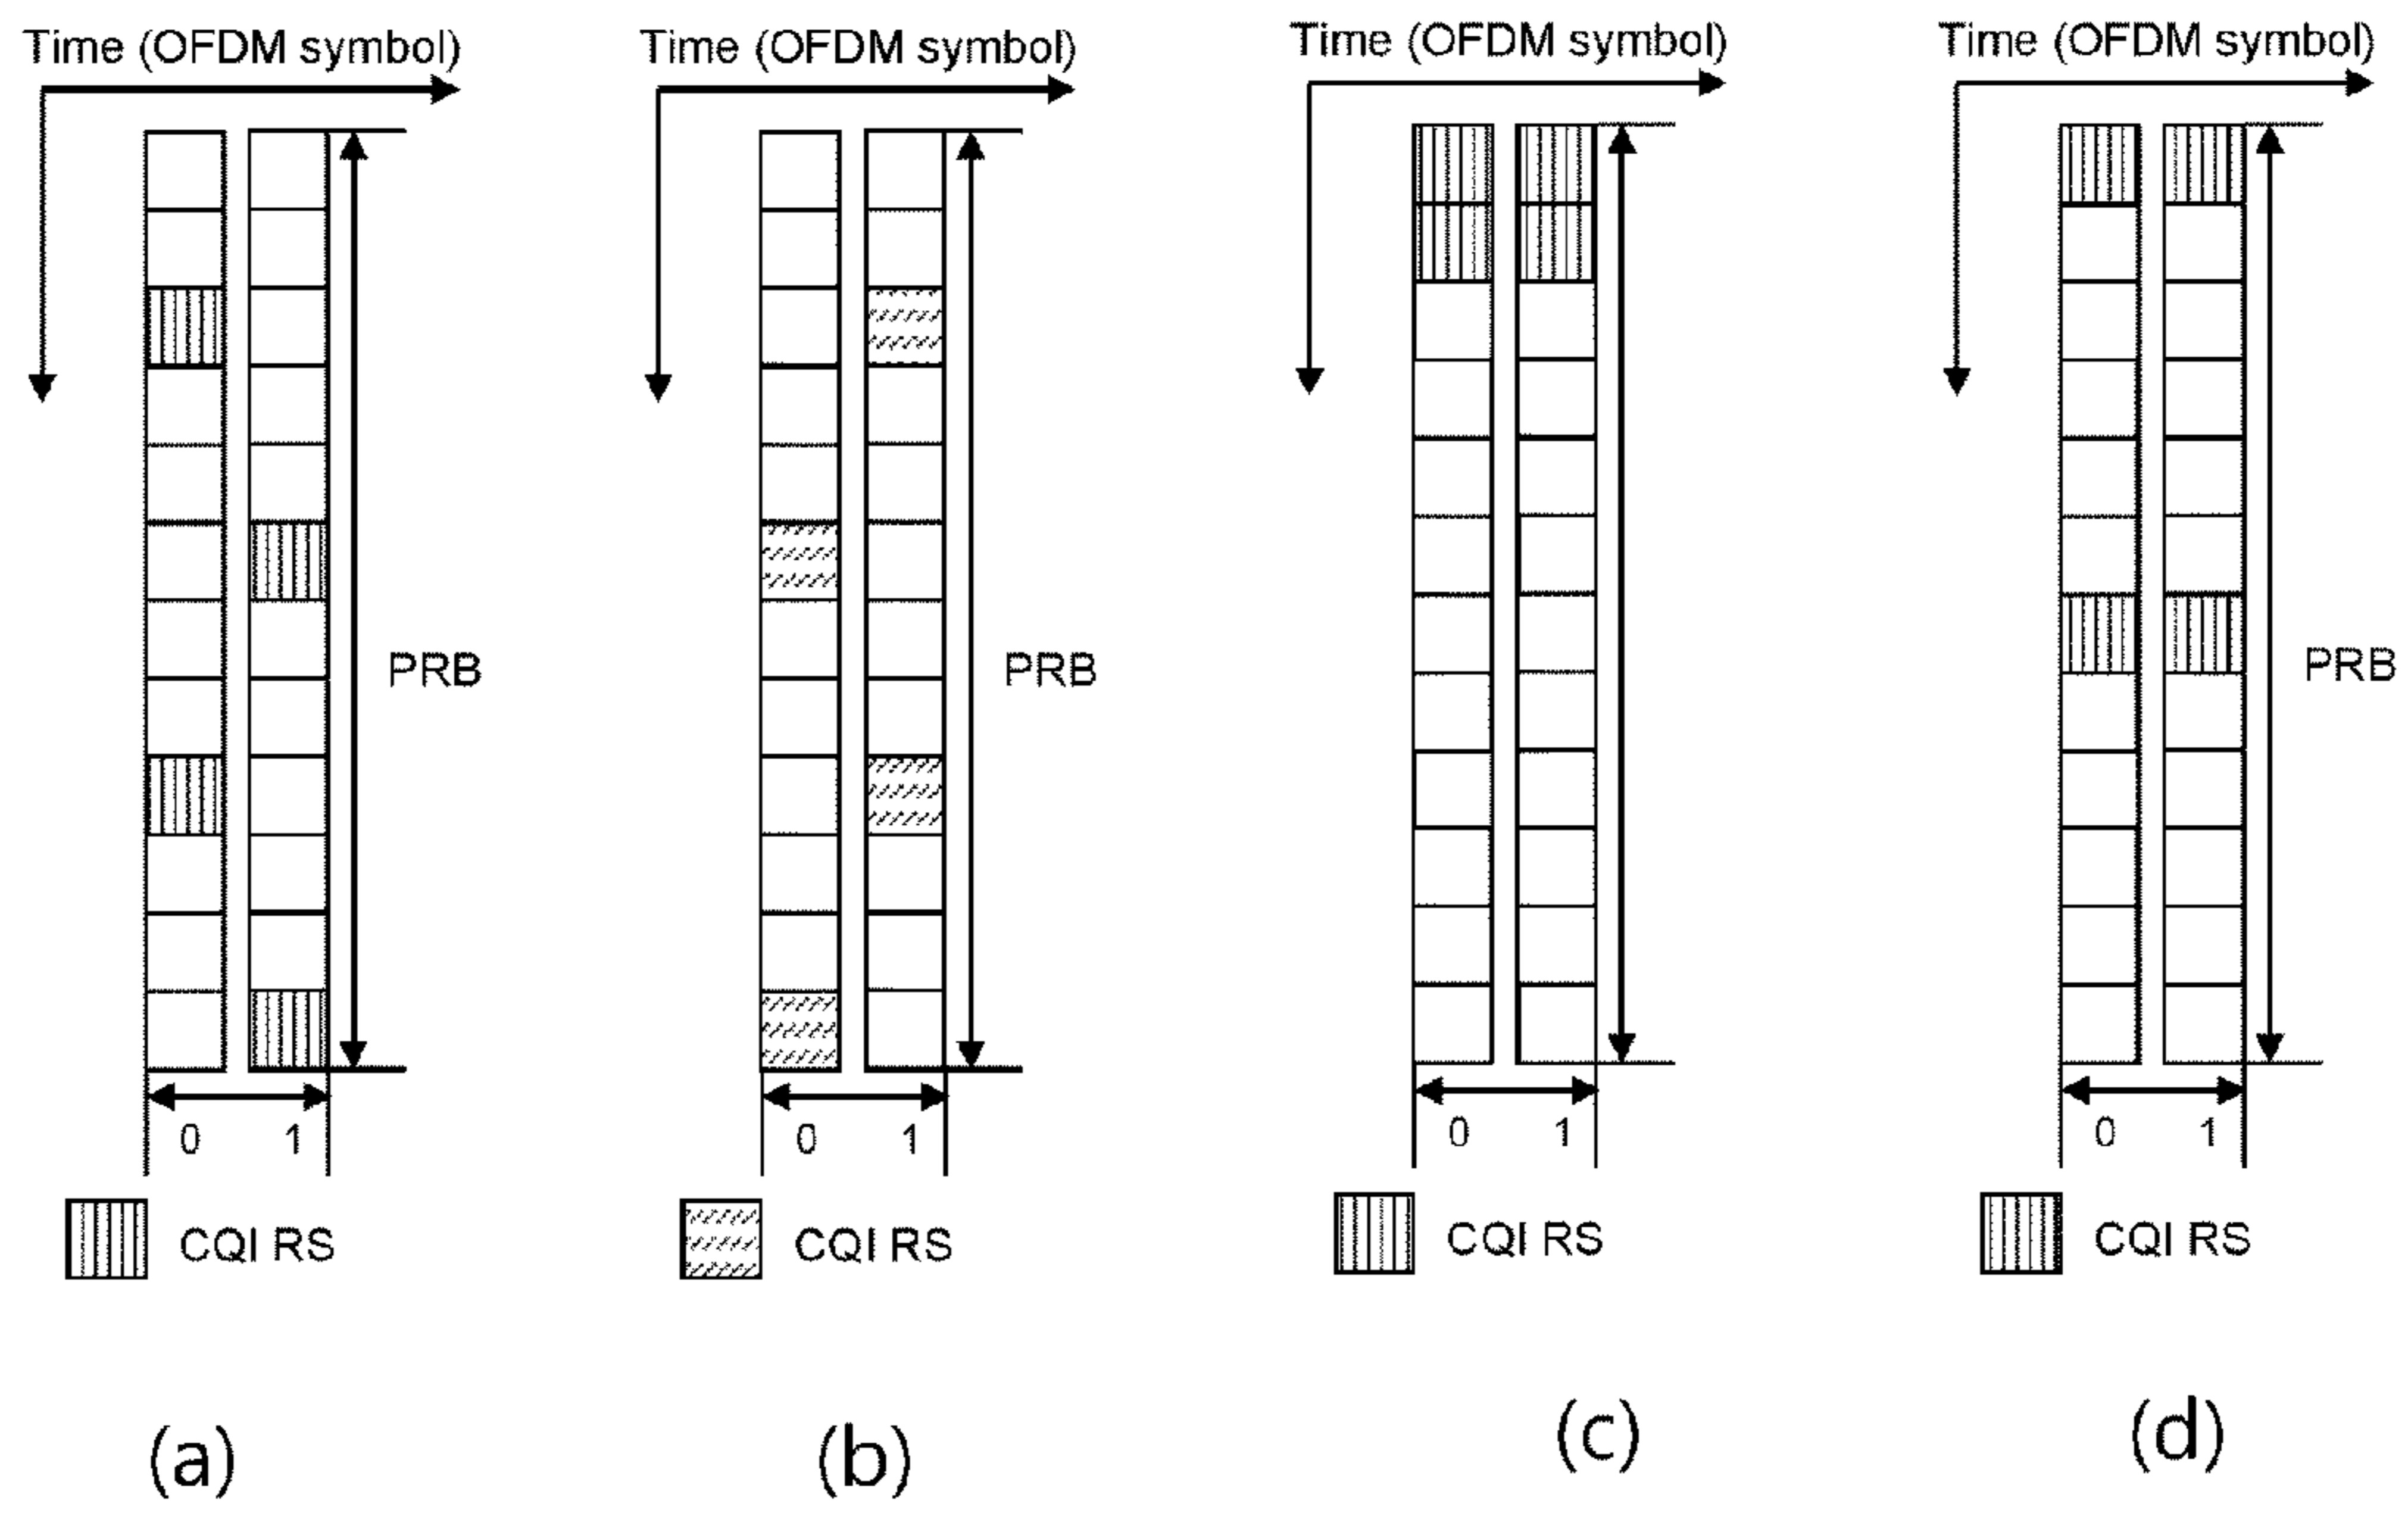 Time (OFDM symbol)
PRB
0 1
CQI RS
(a)
Time (OFDM symbol)
PRB
0 1
CQI RS
(b)
Time (OFDM symbol)
0 1
CQI RS
(c)
Time (OFDM symbol)
PRB
0 1
CQI RS
(d)